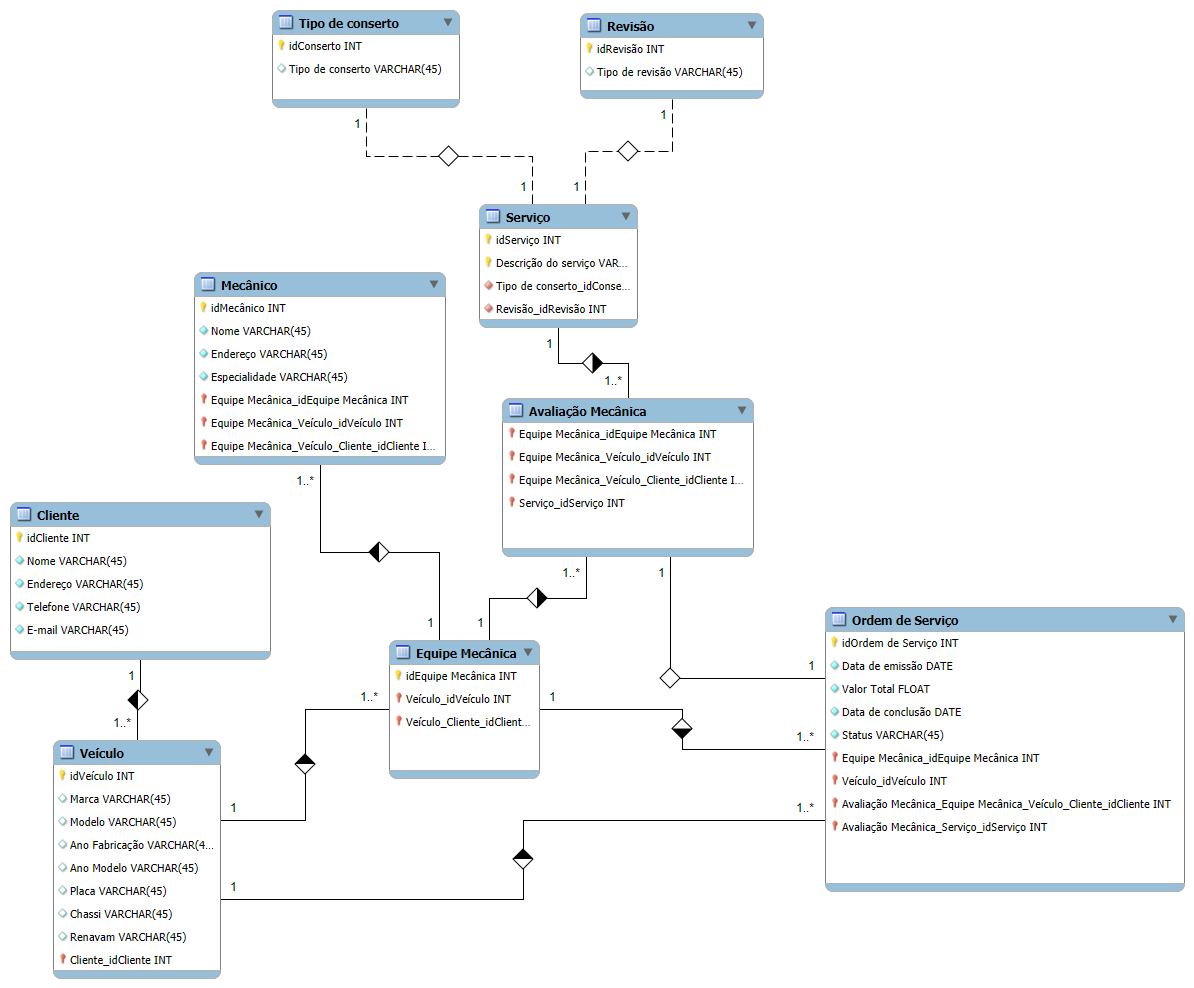 Tipo de conserto
idConserto INT
Tipo de conserto VARCHAR(45)
Revisão
idRevisão INT
Tipo de revisão VARCHAR(45)
1
1
1
1
Serviço
idServiço INT
Descrição do serviço VAR...
Tipo de conserto_idConse...
Revisão_idRevisão INT
Mecânico
idMecânico INT
Nome VARCHAR(45)
Endereço VARCHAR(45)
Especialidade VARCHAR(45)
Equipe Mecânica_idEquipe Mecânica INT
Equipe Mecânica_Veículo_idVeículo INT
Equipe Mecânica_Veículo_Cliente_idCliente I...
1
1..*
Avaliação Mecânica
Equipe Mecânica_idEquipe Mecânica INT
Equipe Mecânica_Veículo_idVeículo INT
Equipe Mecânica_Veículo_Cliente_idCliente I...
Serviço_idServiço INT
1..*
1
1..*
1
1
1
Cliente
idCliente INT
Nome VARCHAR(45)
Endereço VARCHAR(45)
Telefone VARCHAR(45)
E-mail VARCHAR(45)
1
1..*
Equipe Mecânica
idEquipe Mecânica INT
Veículo_idVeículo INT
Veículo_Cliente_idClient...
1..*
1
1
1..*
Ordem de Serviço
idOrdem de Serviço INT
Data de emissão DATE
Valor Total FLOAT
Data de conclusão DATE
Status VARCHAR(45)
Equipe Mecânica_idEquipe Mecânica INT
Veículo_idVeículo INT
Avaliação Mecânica_Equipe Mecânica_Veículo_Cliente_idCliente INT
Avaliação Mecânica_Serviço_idServiço INT
Veículo
idVeículo INT
Marca VARCHAR(45)
Modelo VARCHAR(45)
Ano Fabricação VARCHAR(4...
Ano Modelo VARCHAR(45)
Placa VARCHAR(45)
Chassi VARCHAR(45)
Renavam VARCHAR(45)
Cliente_idCliente INT
1..*
1